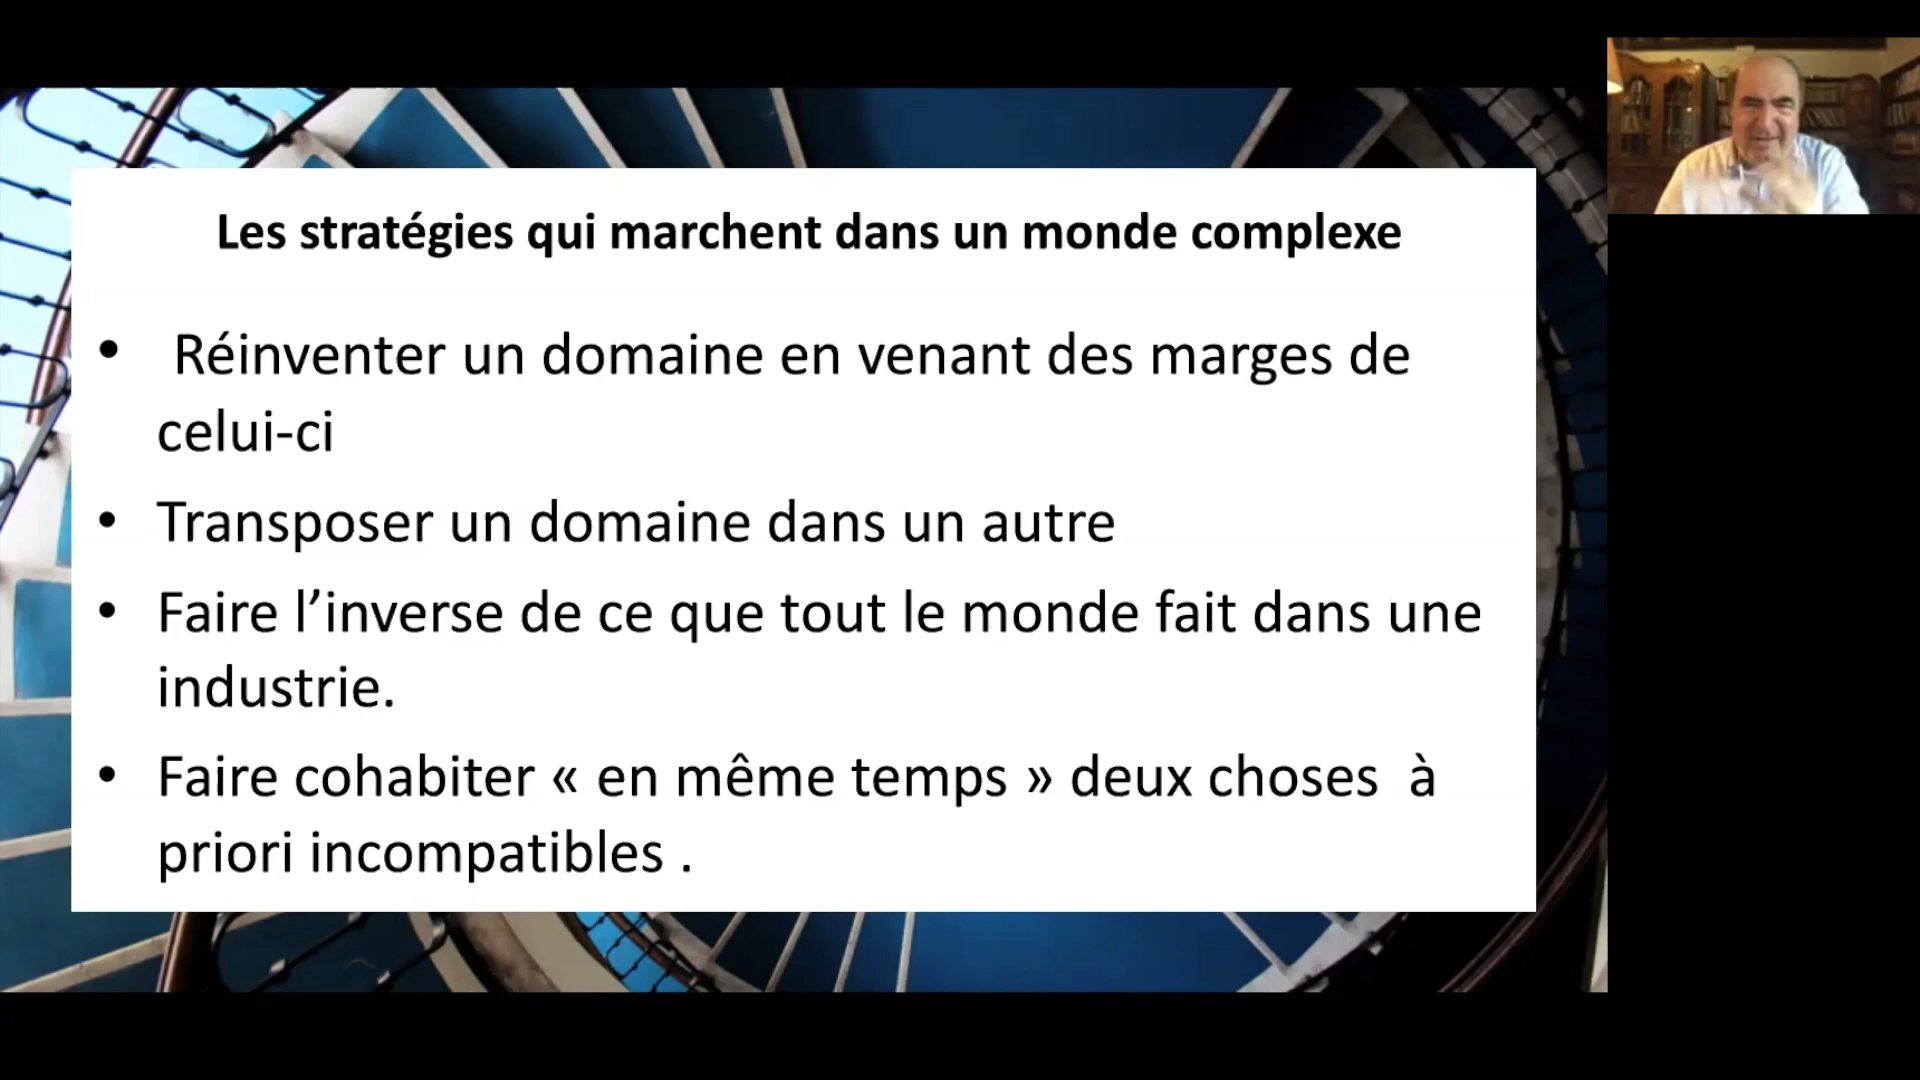 Les stratégies qui marchent dans un monde complexe
• Réinventer un domaine en venant des marges de
celui-ci
• Transposer un domaine dans un autre
• Faire l’inverse de ce que tout le monde fait dans une
industrie.
• Faire cohabiter « en même temps » deux choses  à
priori incompatibles .